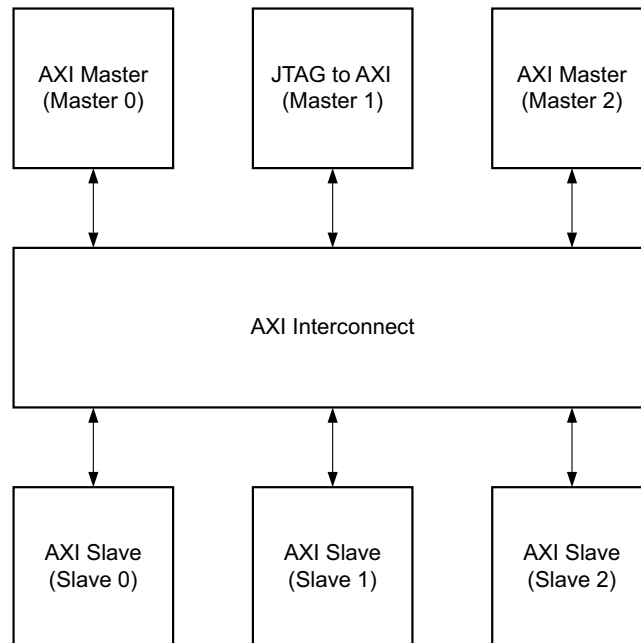 AXI Master
(Master 0)
JTAG to AXI
(Master 1)
AXI Master
(Master 2)
AXI Interconnect
AXI Slave
(Slave 0)
AXI Slave
(Slave 1)
AXI Slave
(Slave 2)